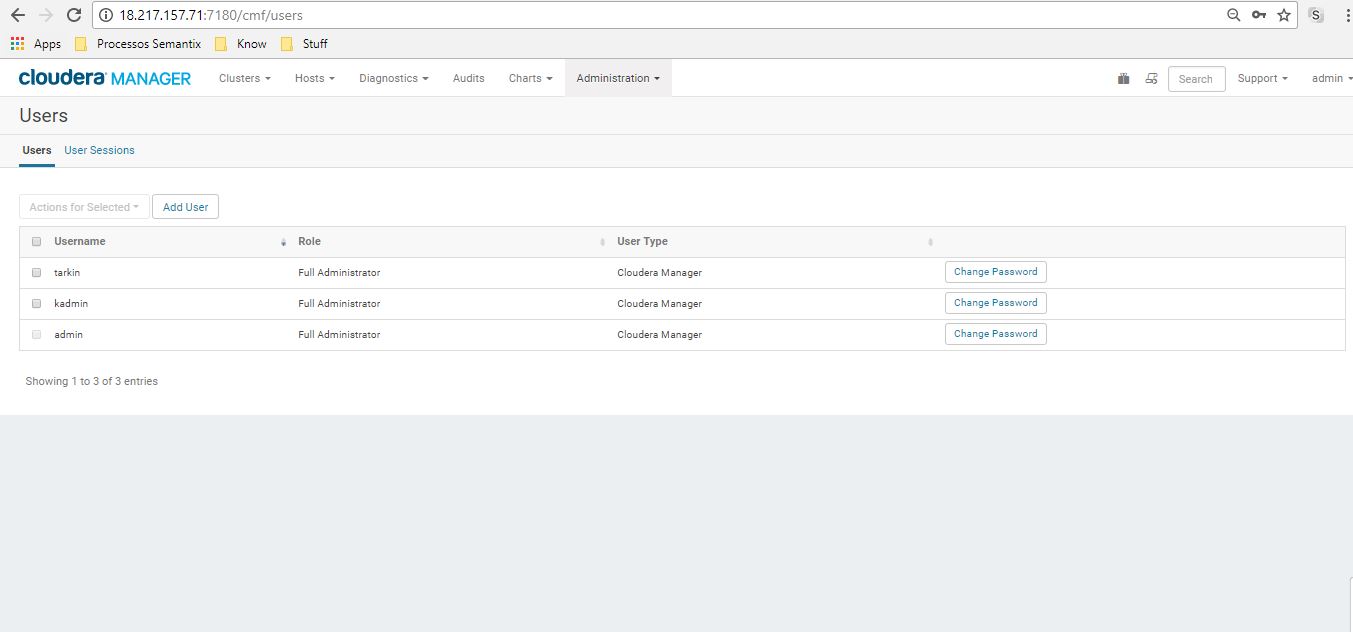 18.217.157.71:7180/cmf/users S
Apps Processos Semantix Know Stuff
cloudera MANAGER Clusters Hosts Diagnostics Audits Charts Administration Search Support admin
Users
Users User Sessions
Actions for Selected Add User
Username Role User Type
tarkin Full Administrator Cloudera Manager Change Password
kadmin Full Administrator Cloudera Manager Change Password
admin Full Administrator Cloudera Manager Change Password
Showing 1 to 3 of 3 entries